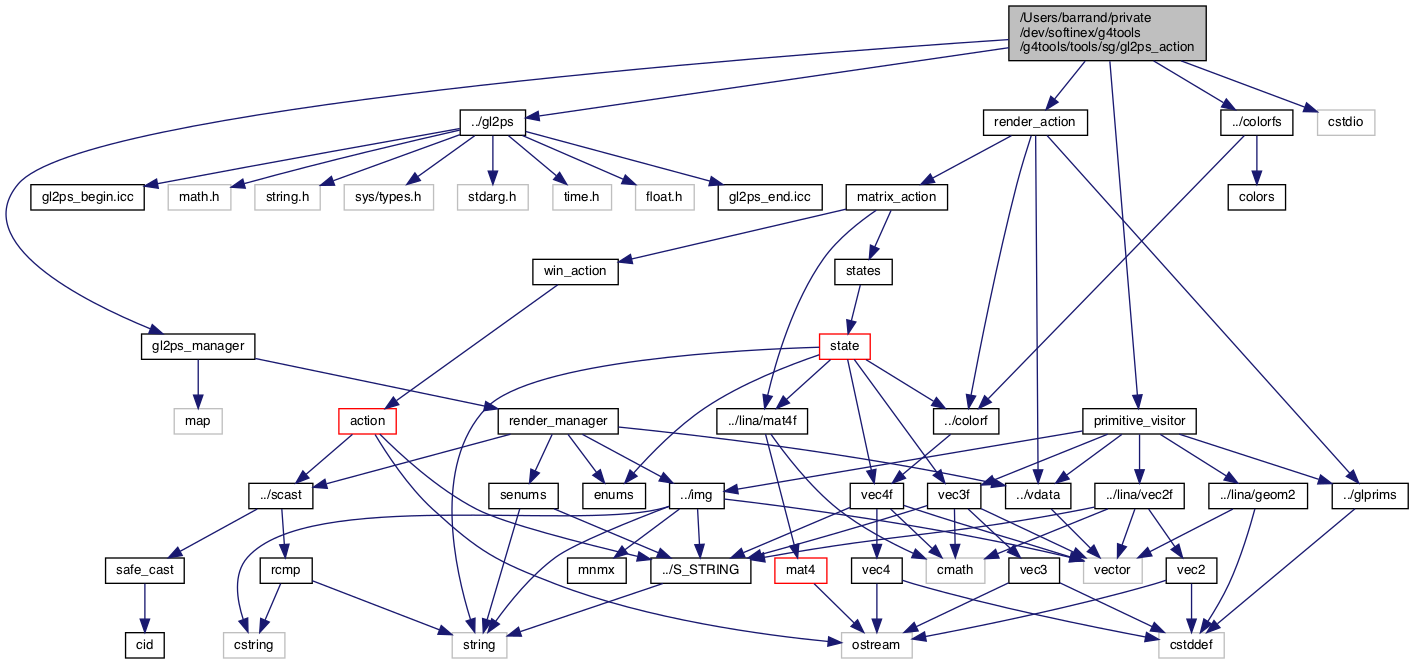 /Users/barrand/private
/dev/softinex/g4tools
/g4tools/tools/sg/gl2ps_action
../gl2ps
render_action
../colorfs
cstdio
gl2ps_begin.icc
math.h
string.h
sys/types.h
stdarg.h
time.h
float.h
gl2ps_end.icc
matrix_action
colors
win_action
states
gl2ps_manager
state
map
action
render_manager
../lina/mat4f
../colorf
primitive_visitor
../scast
senums
enums
../img
vec4f
vec3f
../vdata
../lina/vec2f
../lina/geom2
../glprims
safe_cast
rcmp
mnmx
../S_STRING
mat4
vec4
cmath
vec3
vector
vec2
cid
cstring
string
ostream
cstddef